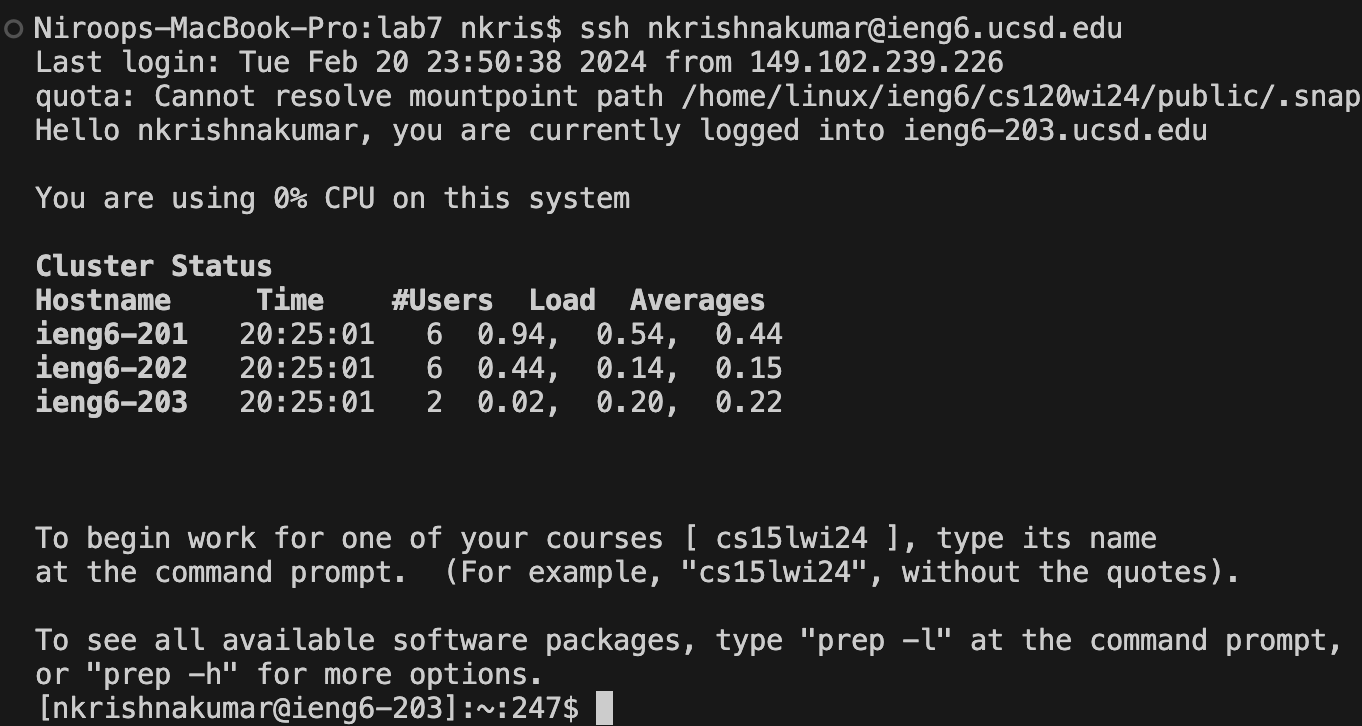 Niroops-MacBook-Pro:lab7 nkris$ ssh nkrishnakumar@ieng6.ucsd.edu
Last login: Tue Feb 20 23:50:38 2024 from 149.102.239.226
quota: Cannot resolve mountpoint path /home/linux/ieng6/cs120wi24/public/.snap
Hello nkrishnakumar, you are currently logged into ieng6-203.ucsd.edu
You are using 0% CPU on this system
Cluster Status
Hostname     Time    #Users  Load  Averages
ieng6-201   20:25:01   6  0.94,  0.54,  0.44
ieng6-202   20:25:01   6  0.44,  0.14,  0.15
ieng6-203   20:25:01   2  0.02,  0.20,  0.22
To begin work for one of your courses [ cs15lwi24 ], type its name
at the command prompt.  (For example, "cs15lwi24", without the quotes).
To see all available software packages, type "prep -l" at the command prompt,
or "prep -h" for more options.
[nkrishnakumar@ieng6-203]:~:247$